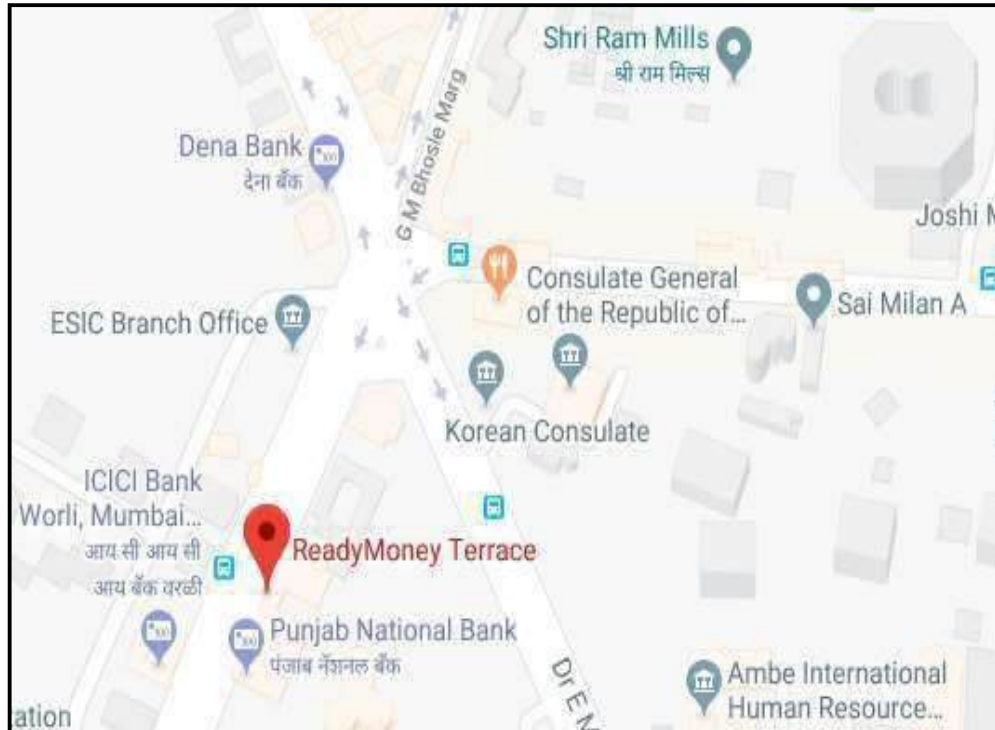 Shri Ram Mills
श्री राम मिल्स
G M Bhosle Marg
Dena Bank
देना बँक
Joshi M
Consulate General
of the Republic of...
Sai Milan A
ESIC Branch Office
Korean Consulate
ICICI Bank
Worli, Mumbai...
आय सी आय सी
आय बँक वरळी
ReadyMoney Terrace
Punjab National Bank
पंजाब नॅशनल बँक
Dr E M
Ambe International
Human Resource...
ation